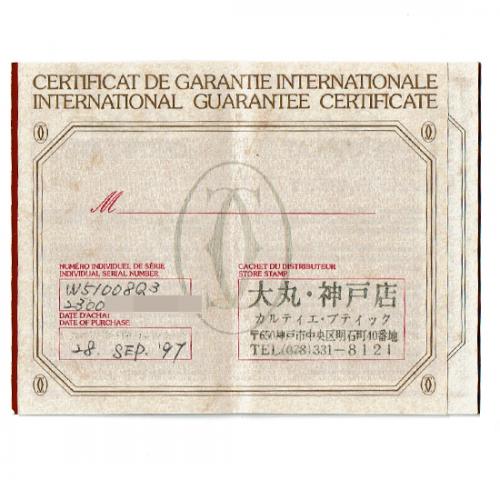 CERTIFICAT DE GARANTIE INTERNATIONALE
INTERNATIONAL GUARANTEE CERTIFICATE
M
NUMÉRO INDIVIDUEL DE SÉRIE
INDIVIDUAL SERIAL NUMBER
W51008Q3
2300
DATE D'ACHAT
DATE OF PURCHASE
28. SEP. '97
CACHET DU DISTRIBUTEUR
STORE STAMP
大丸・神戸店
カルティエ・ブティック
〒650神戸市中央区明石町40番地
TEL(078)331-8121